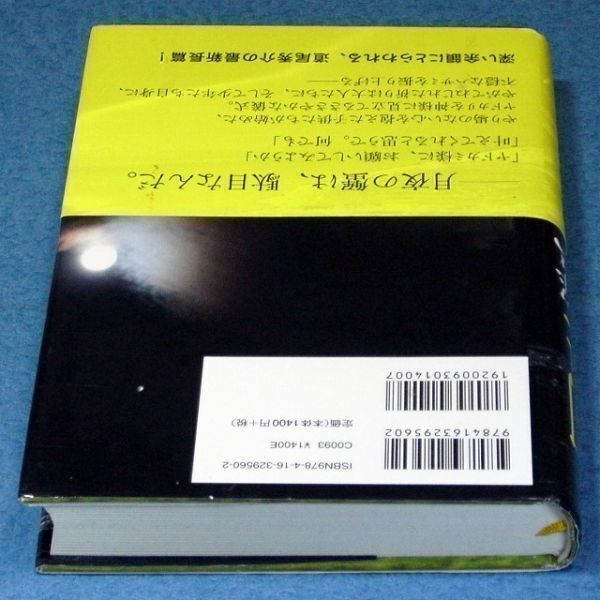 9784163295602
1920093014007
ISBN978-4-16-329560-2
C0093 ¥1400E
定価(本体1400円+税)
――月夜の蟹は、駄目なんだ。
「ヤドカミ様に、お願いしてみようか」
「叶えてくれると思うで。何でも」
やり場のない心を抱えた子供たちが始めた、
ヤドカリを神様に見立てるささやかな儀式。
やがてねじれた祈りは大人たちに、そして少年たち自身に、
不穏なハサミを振り上げる――
深い余韻にとらわれる、道尾秀介の最新長篇!